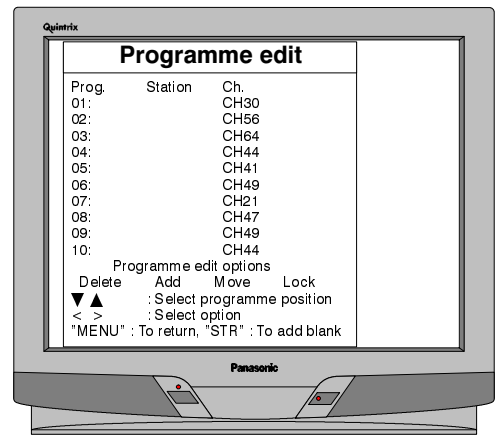 Quintrix
Programme edit
Prog. Station Ch.
01: CH30
02: CH56
03: CH64
04: CH44
05: CH41
06: CH49
07: CH21
08: CH47
09: CH49
10: CH44
Programme edit options
Delete Add Move Lock
▼ ▲ : Select programme position
< > : Select option
"MENU" : To return, "STR" : To add blank
Panasonic